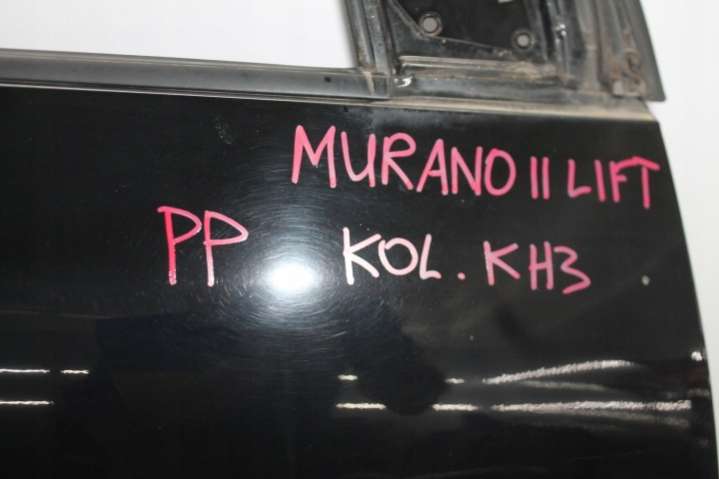 MURANO II LIFT
PP KOL. KH3